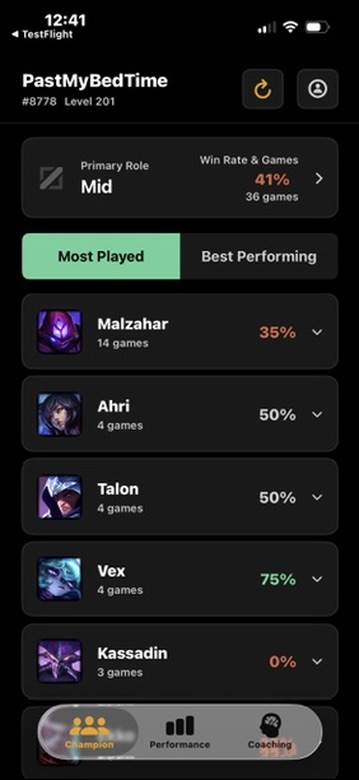 12:41
◀ TestFlight
PastMyBedTime
#8778 Level 201
Primary Role
Mid
Win Rate & Games
41%
36 games
Most Played
Best Performing
Malzahar
14 games
35%
Ahri
4 games
50%
Talon
4 games
50%
Vex
4 games
75%
Kassadin
3 games
0%
Champion
Performance
Coaching